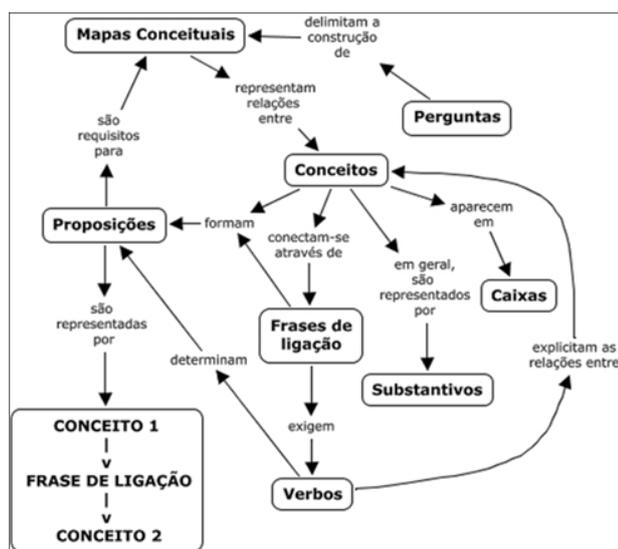 Mapas Conceituais
delimitam a
construção
de
representam
relações
entre
Perguntas
são
requisitos
para
Conceitos
Proposições
formam
conectam-se
através de
aparecem
em
em geral,
são
representados
por
Caixas
são
representadas
por
Frases de
ligação
determinam
explicitam as
relações entre
Substantivos
exigem
Verbos
CONCEITO 1
|
v
FRASE DE LIGAÇÃO
|
v
CONCEITO 2